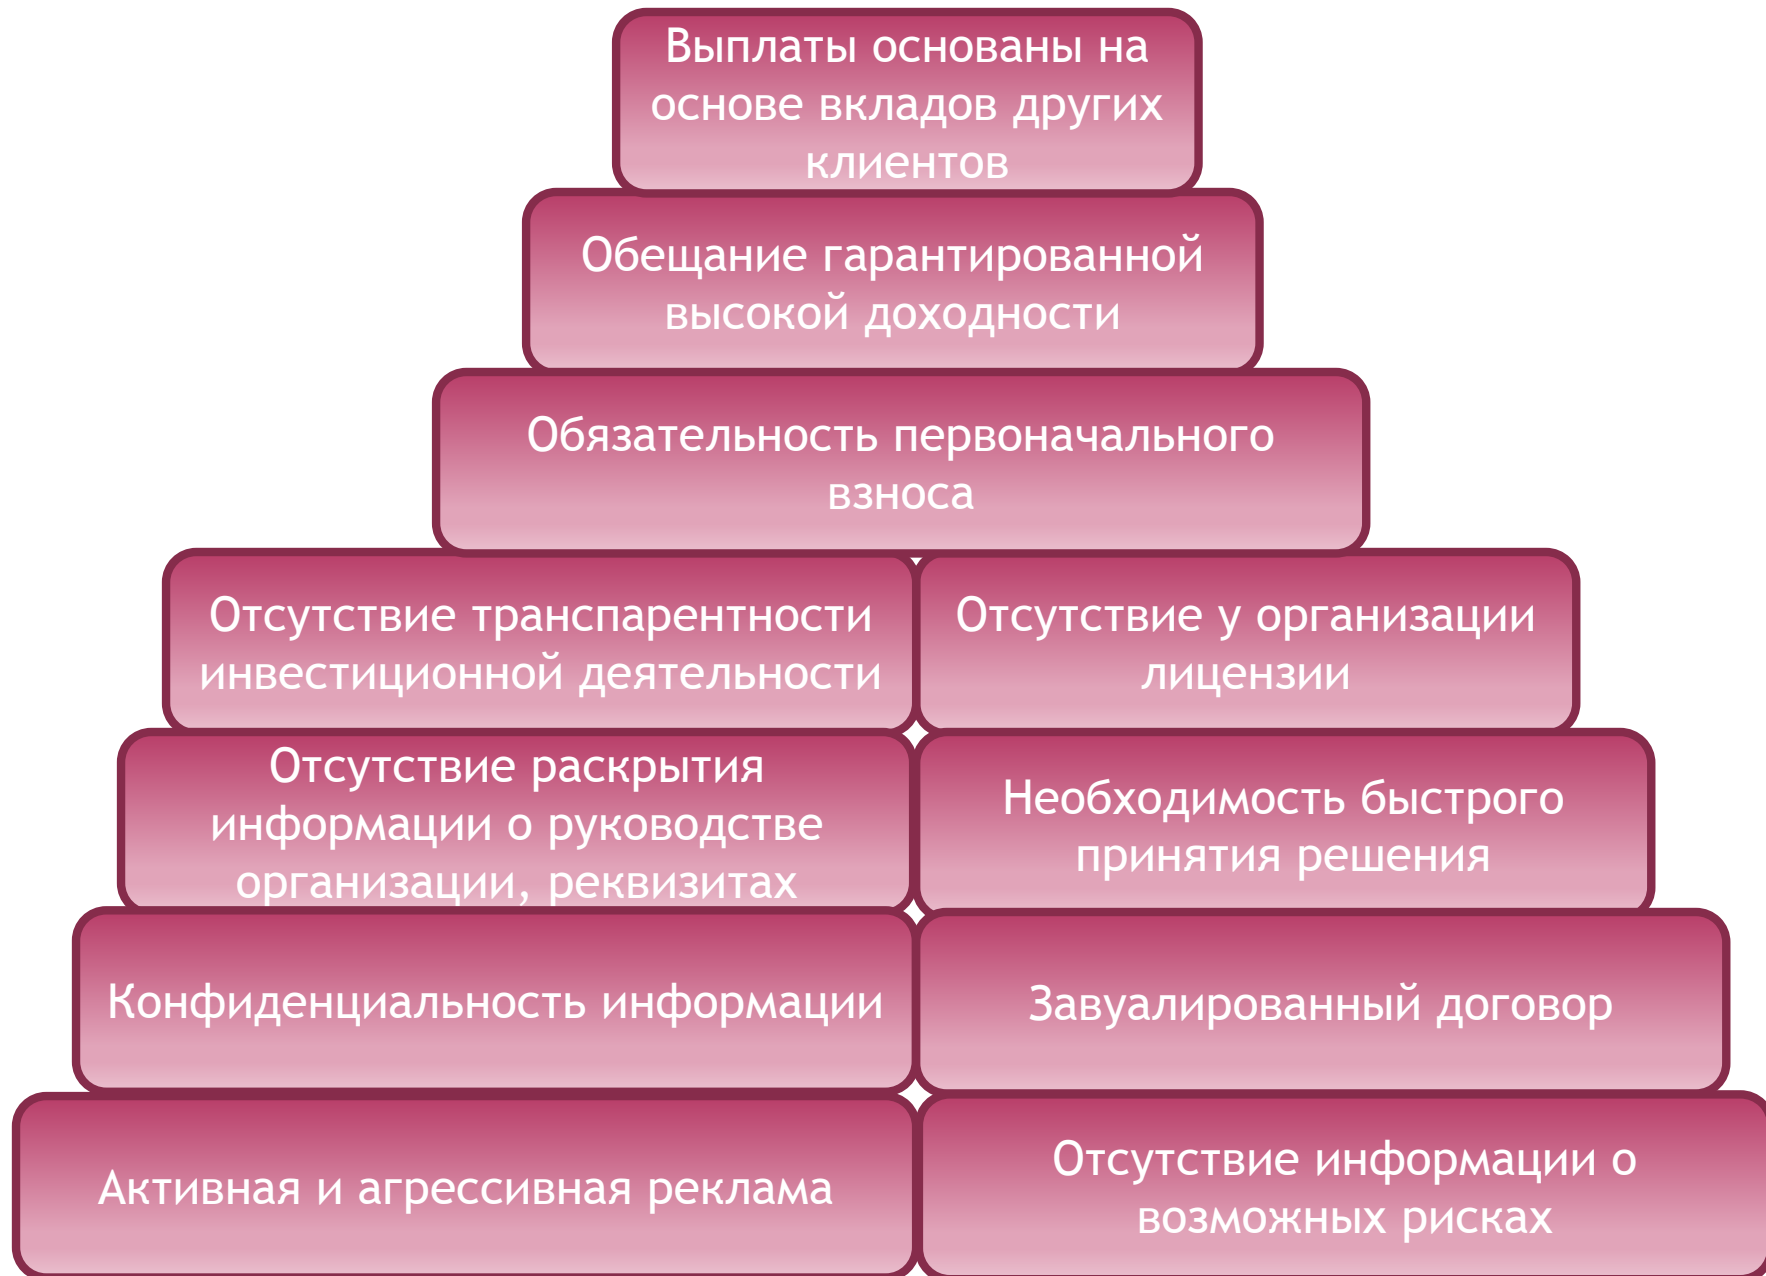 Выплаты основаны на
основе вкладов других
клиентов
Обещание гарантированной
высокой доходности
Обязательность первоначального
взноса
Отсутствие транспарентности
инвестиционной деятельности
Отсутствие у организации
лицензии
Отсутствие раскрытия
информации о руководстве
организации, реквизитах
Необходимость быстрого
принятия решения
Конфиденциальность информации
Завуалированный договор
Активная и агрессивная реклама
Отсутствие информации о
возможных рисках